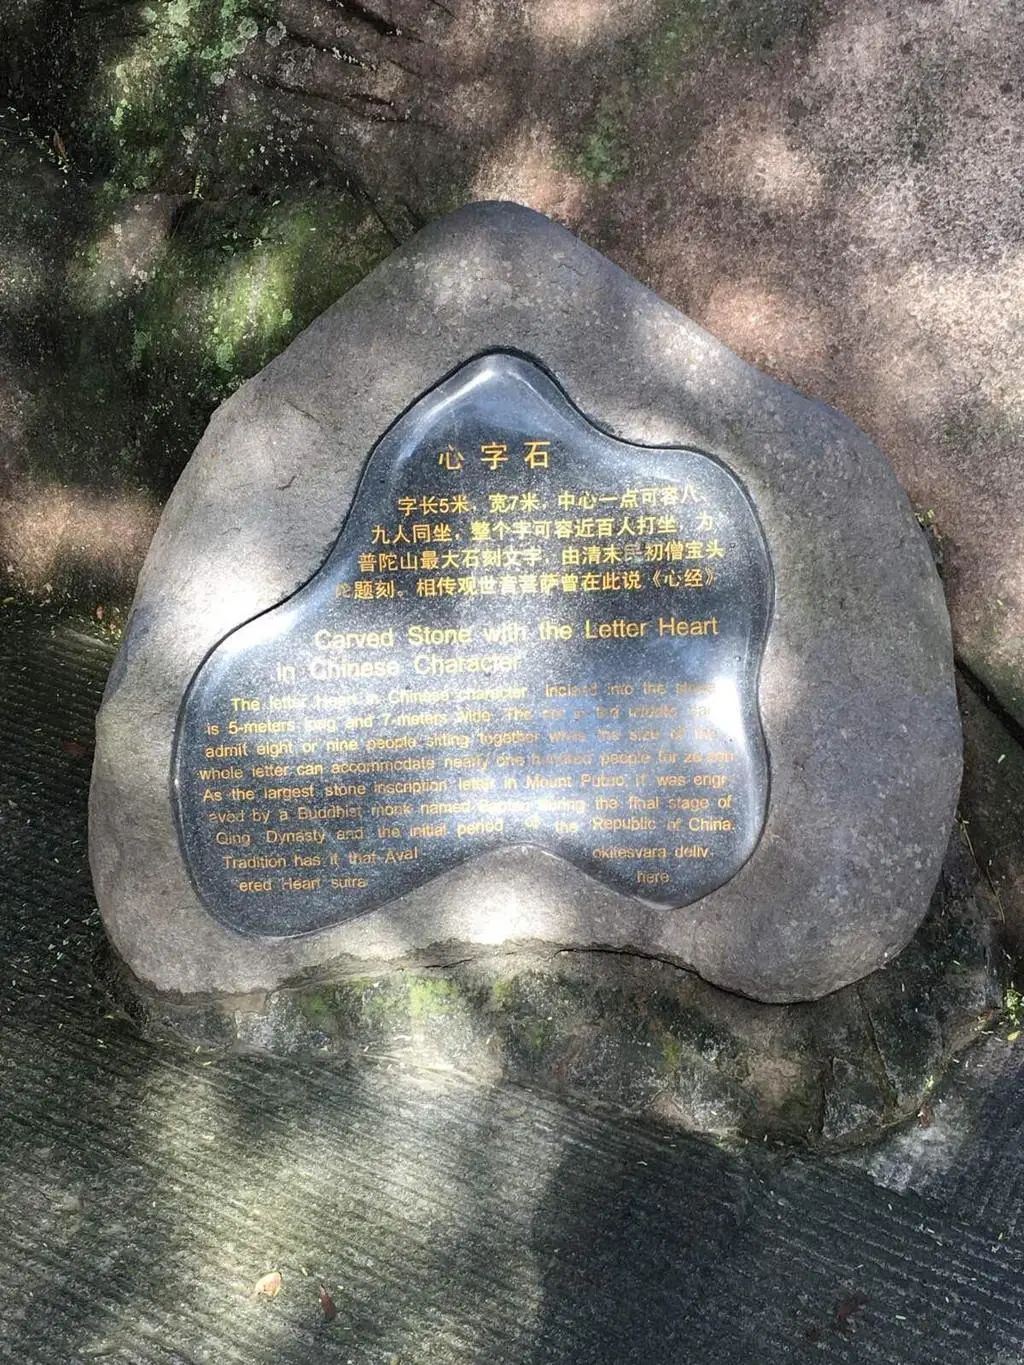 心字石
字长5米，宽7米，中心一点可容八、
九人同坐，整个字可容近百人打坐，为
普陀山最大石刻文字，由清末民初僧宝头
题刻。相传观世音菩萨曾在此说《心经》
Carved Stone with the Letter Heart
in Chinese Character
The letter Heart in Chinese character incised into the
is 5-meters long and 7-meters wide. The
admit eight or nine people sitting together while the size of the
whole letter can accommodate nearly one hundred people for
As the largest stone inscription letter in Mount Putuo, it was engr-
aved by a Buddhist monk named during the final stage of
Qing Dynasty and the initial period of the Republic of China.
Tradition has it that Aval okitesvara deliv-
ered Heart sutra here.